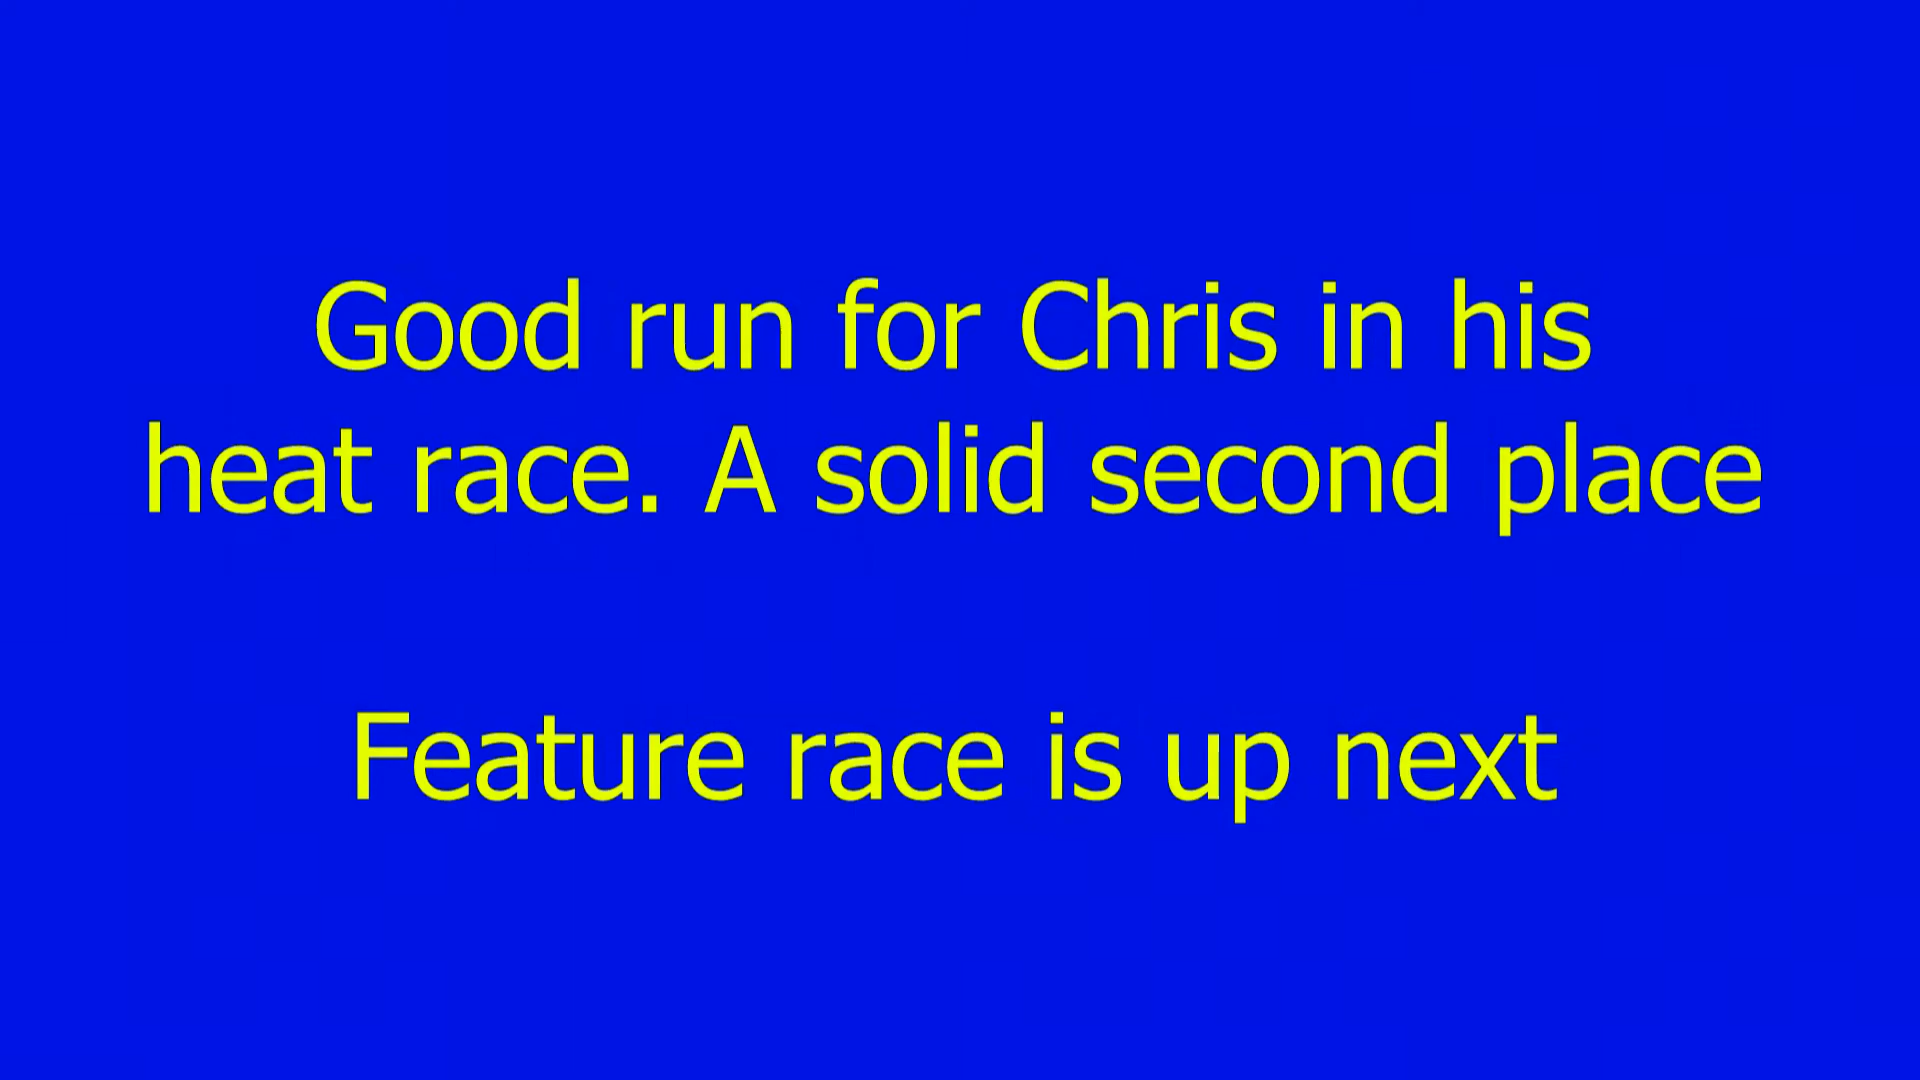 Good run for Chris in his
heat race. A solid second place
Feature race is up next